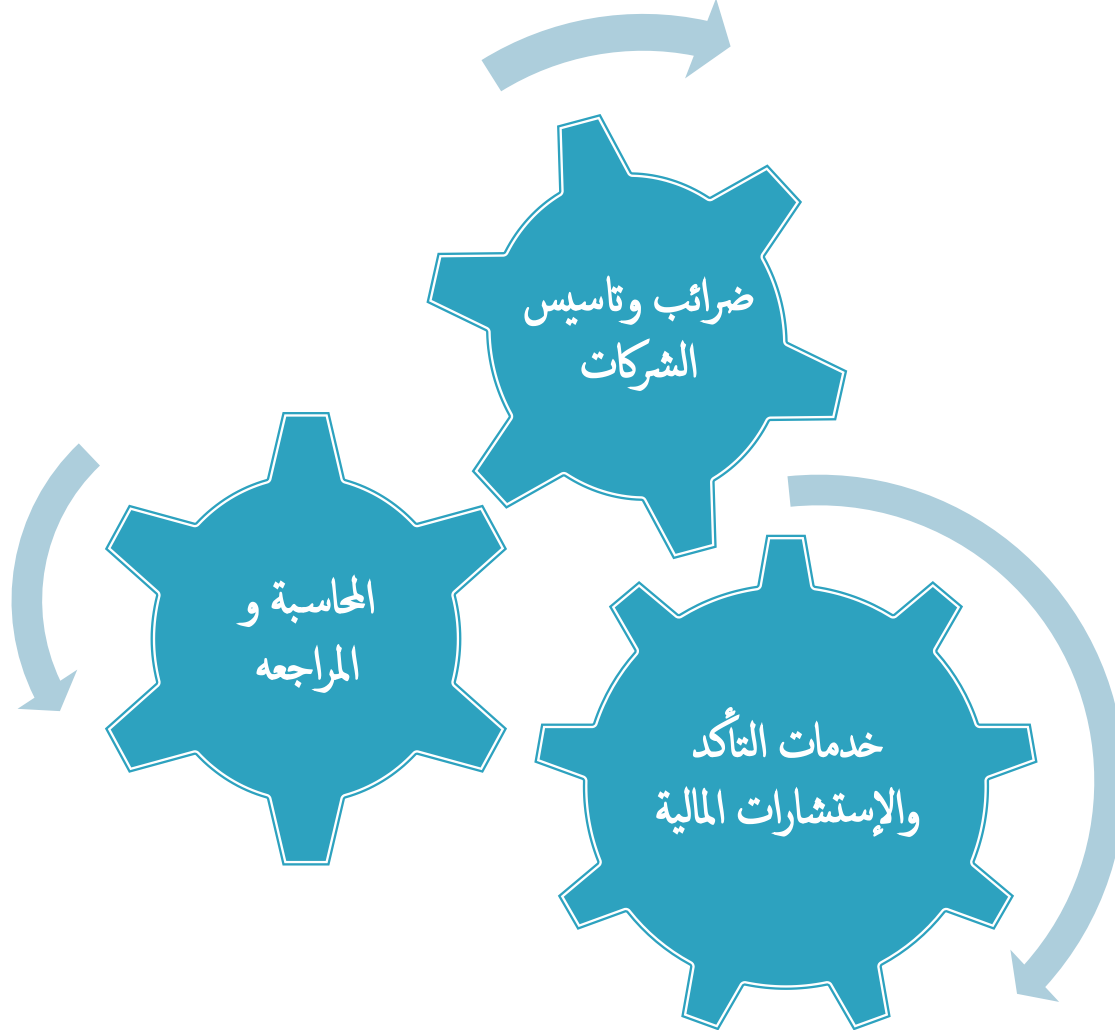 ضرائب وتاسيس
الشركات
المحاسبة و
المراجعه
خدمات التأكد
والإستشارات المالية